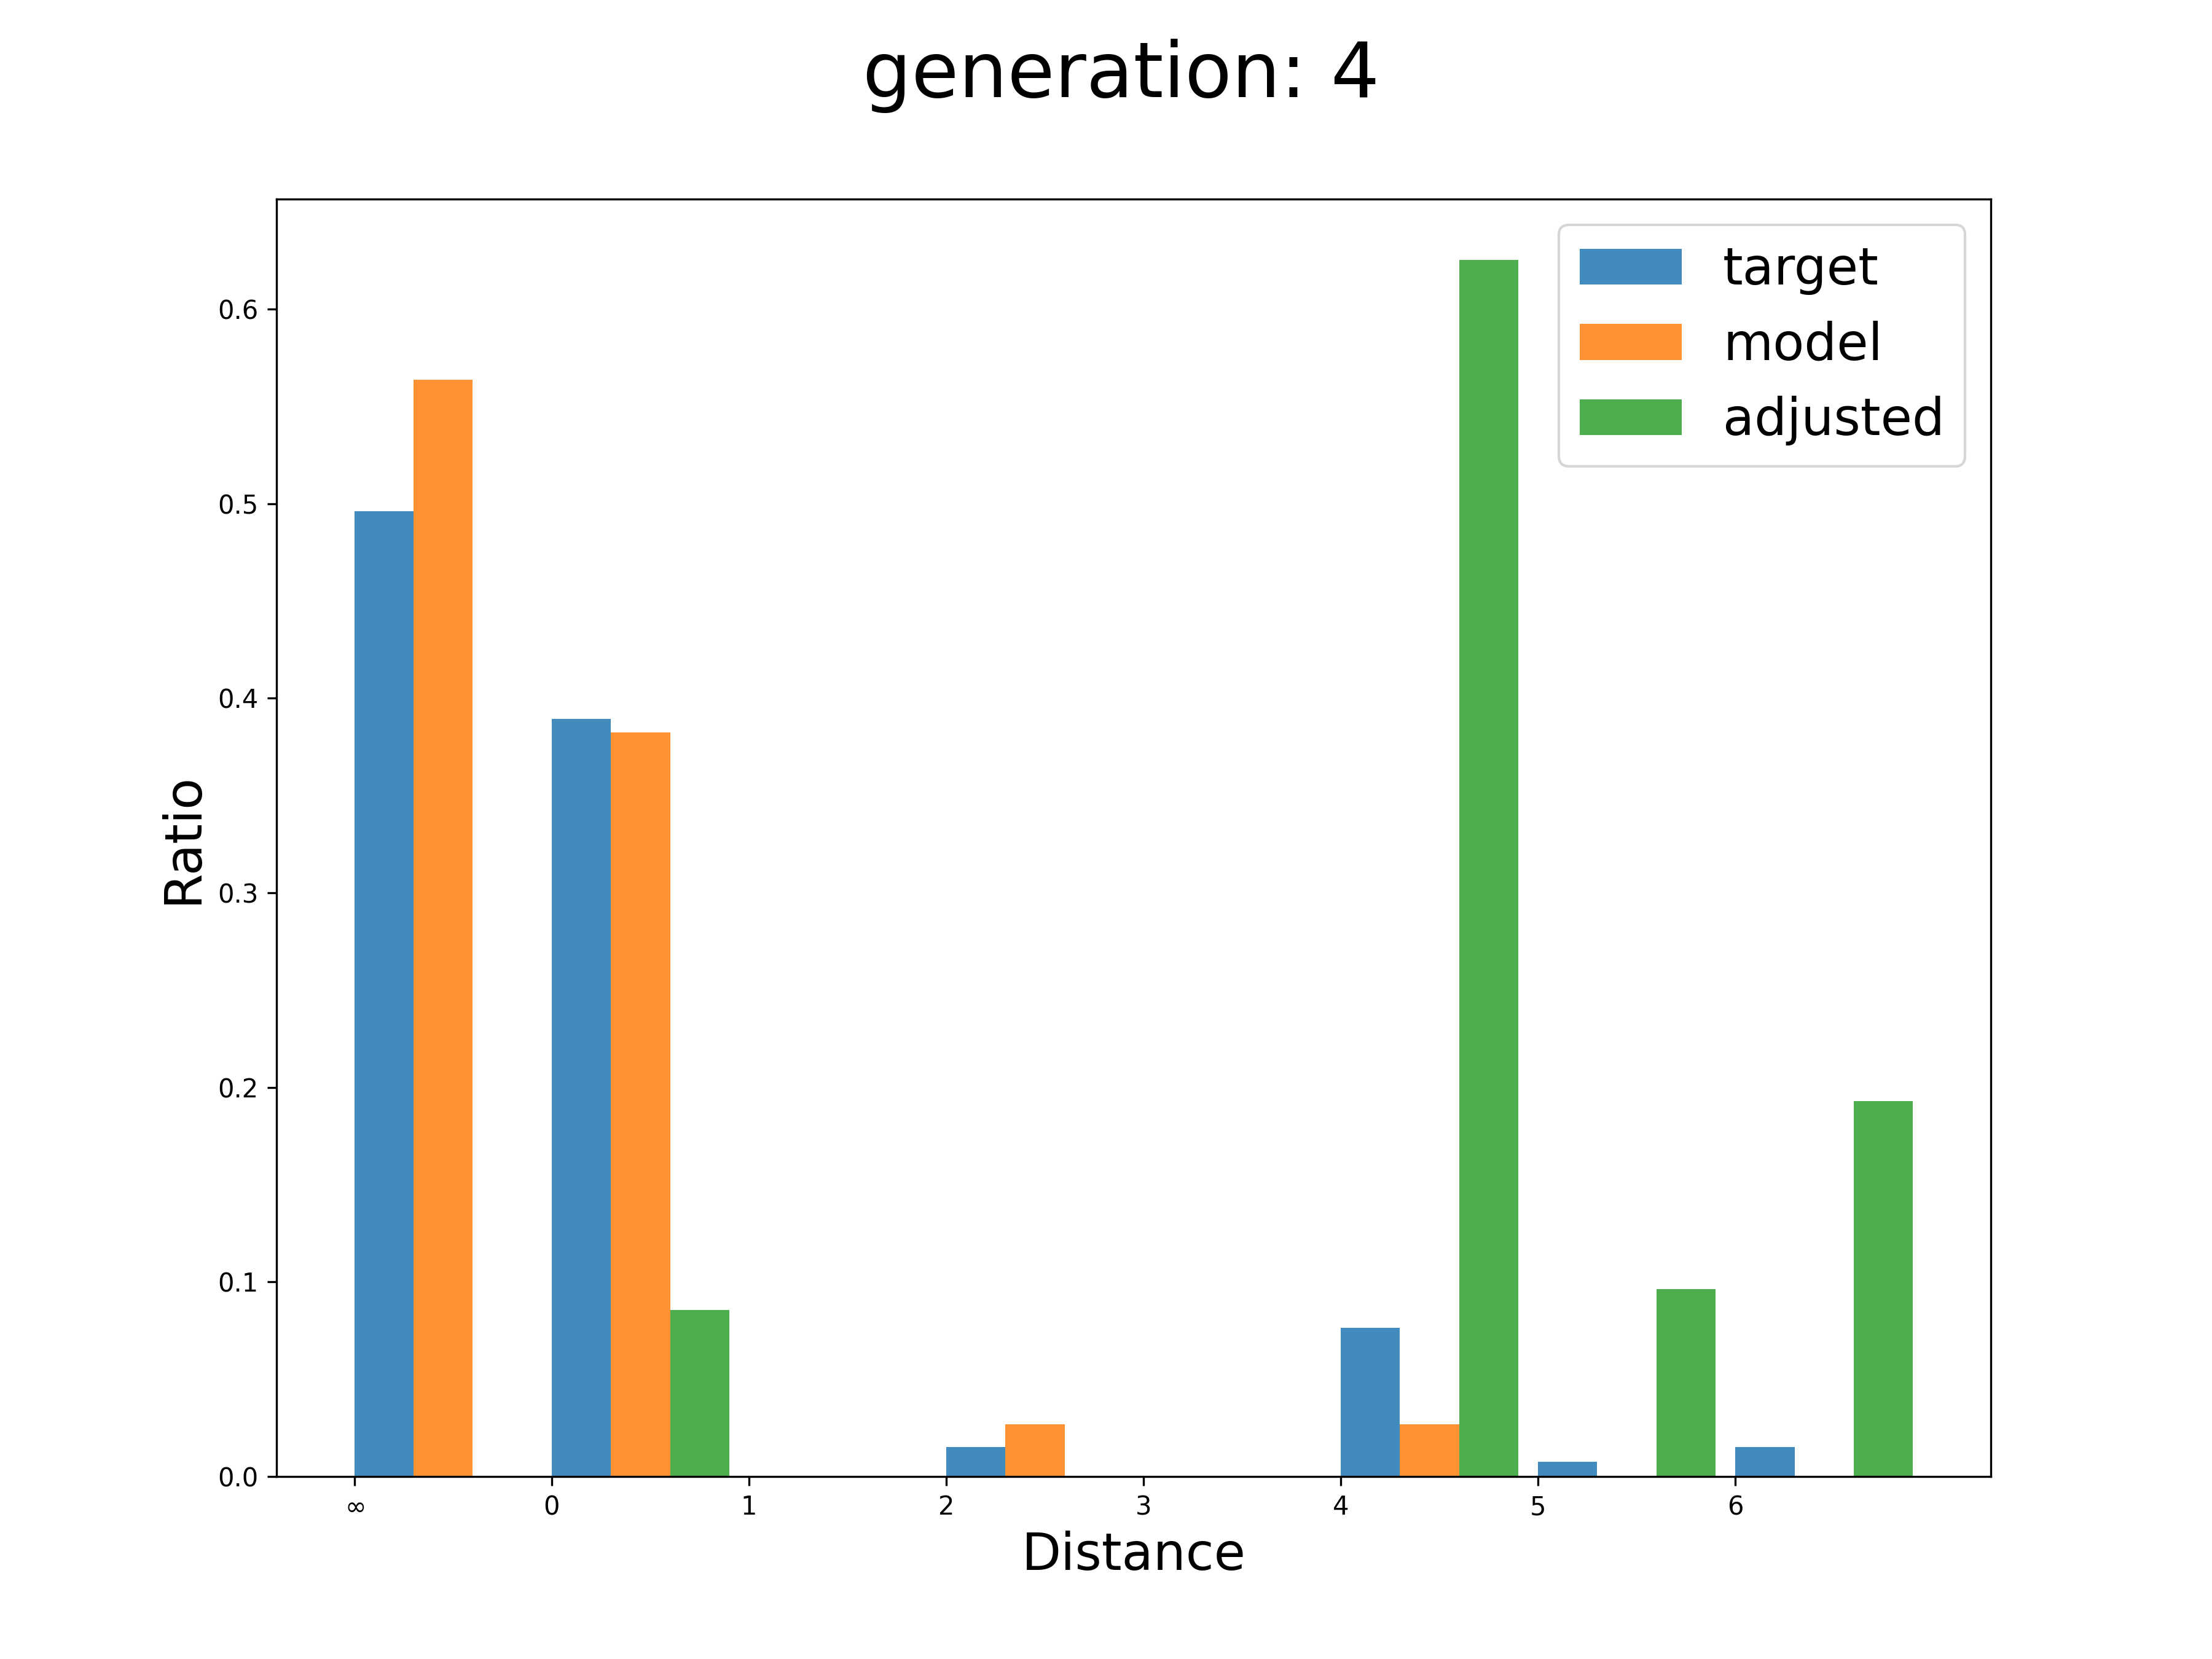 generation: 4
target
model
adjusted
Ratio
0.6
0.5
0.4
0.3
0.2
0.1
0.0
∞ 0 1 2 3 4 5 6
Distance